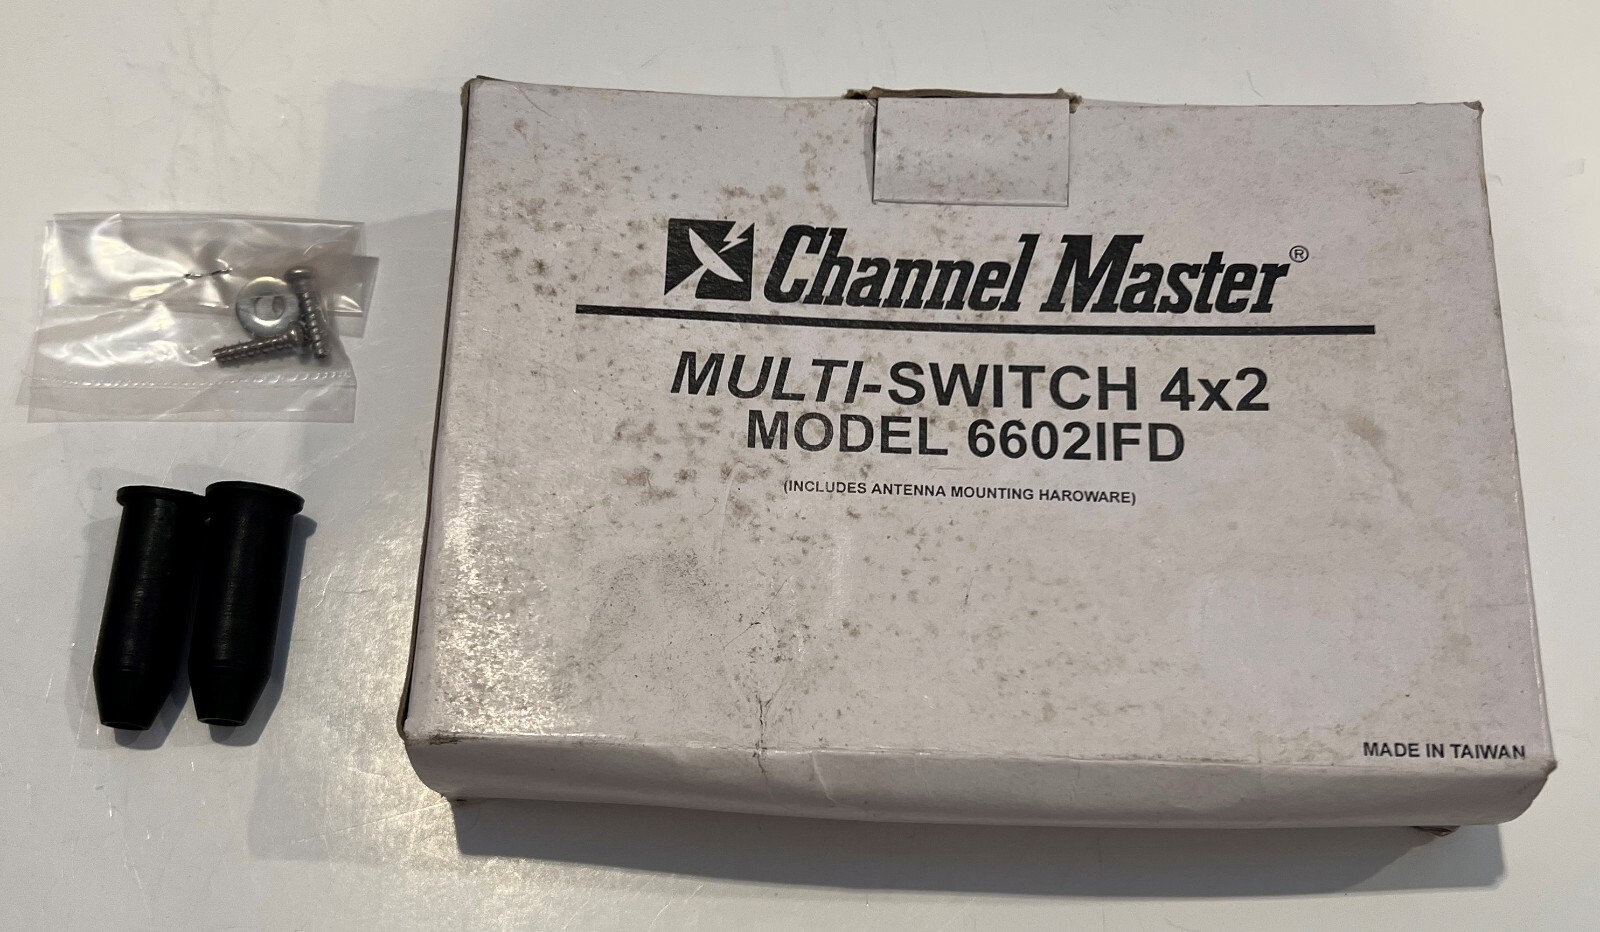 Channel Master®
MULTI-SWITCH 4x2
MODEL 6602IFD
(INCLUDES ANTENNA MOUNTING HAROWARE)
MADE IN TAIWAN